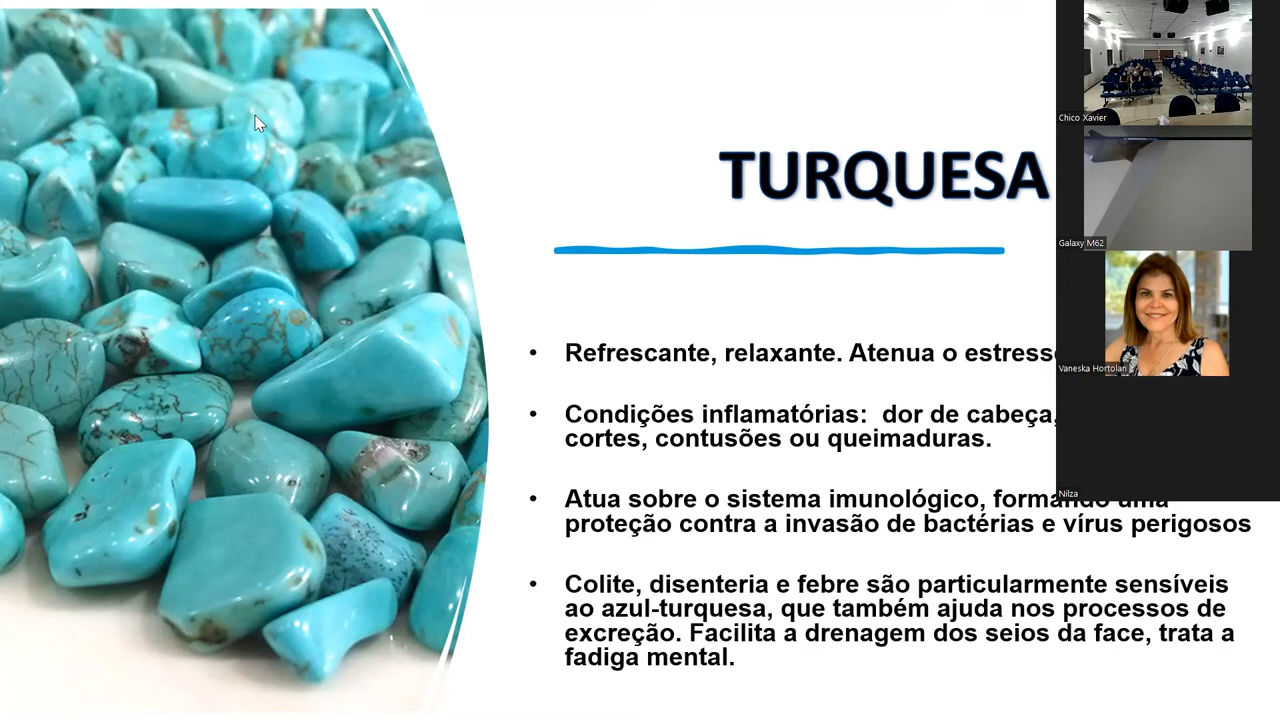 TURQUESA
Refrescante, relaxante. Atenua o estresse
Condições inflamatórias: dor de cabeça,
cortes, contusões ou queimaduras.
Atua sobre o sistema imunológico, formando uma
proteção contra a invasão de bactérias e vírus perigosos
Colite, disenteria e febre são particularmente sensíveis
ao azul-turquesa, que também ajuda nos processos de
excreção. Facilita a drenagem dos seios da face, trata a
fadiga mental.
Chico Xavier
Galaxy M62
Vaneska Hortolan
Nilza